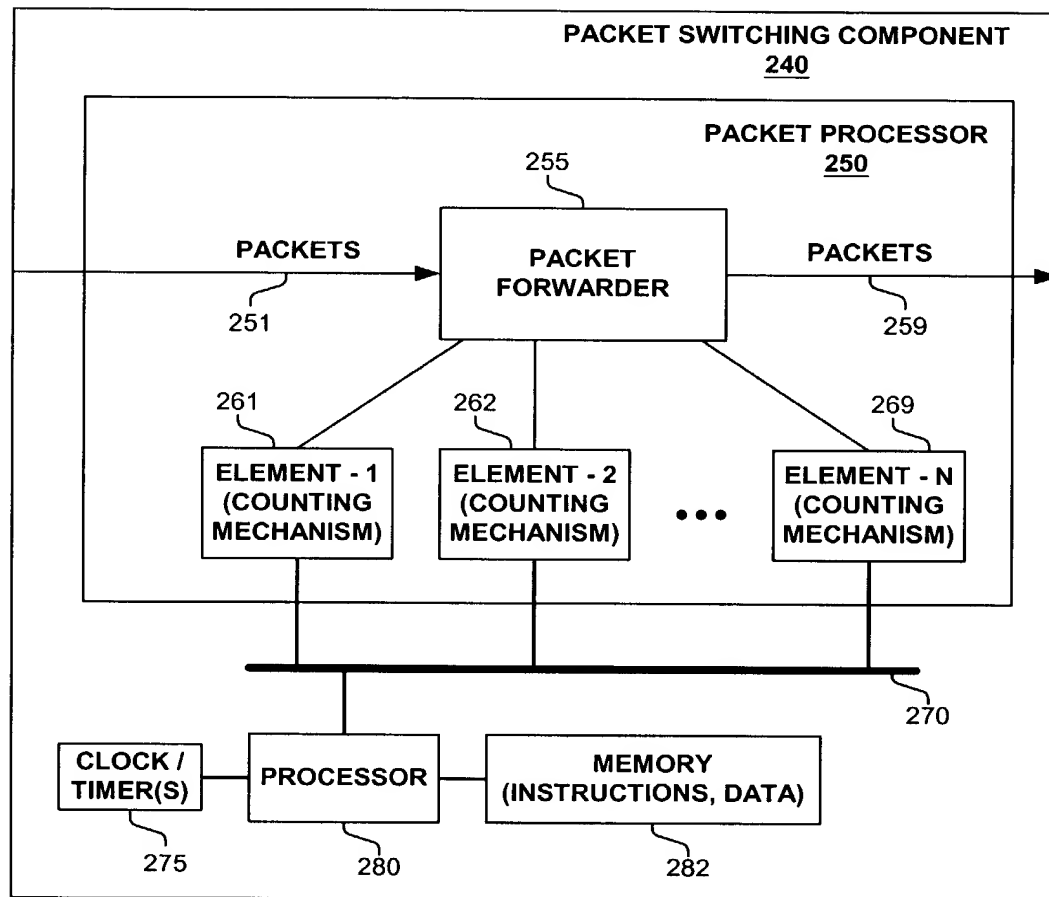 PACKET SWITCHING COMPONENT
240
PACKET PROCESSOR
250
255
PACKETS
251
PACKET
FORWARDER
PACKETS
259
261
262
269
ELEMENT - 1
(COUNTING
MECHANISM)
ELEMENT - 2
(COUNTING
MECHANISM)
•••
ELEMENT - N
(COUNTING
MECHANISM)
270
CLOCK /
TIMER(S)
PROCESSOR
MEMORY
(INSTRUCTIONS, DATA)
275
280
282